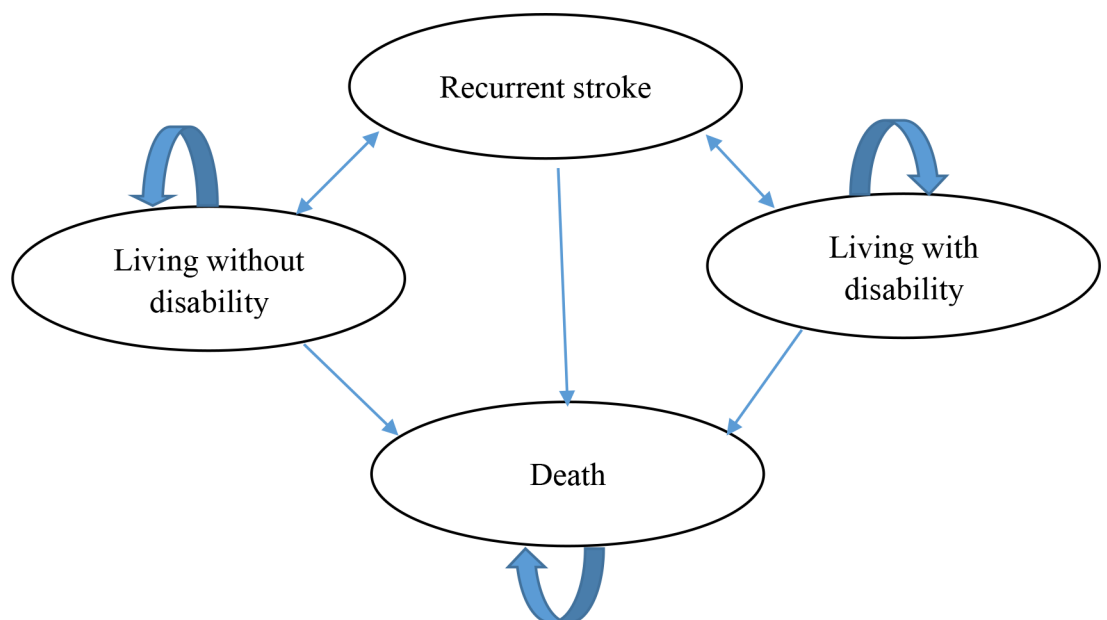 Recurrent stroke
Living without
disability
Living with
disability
Death